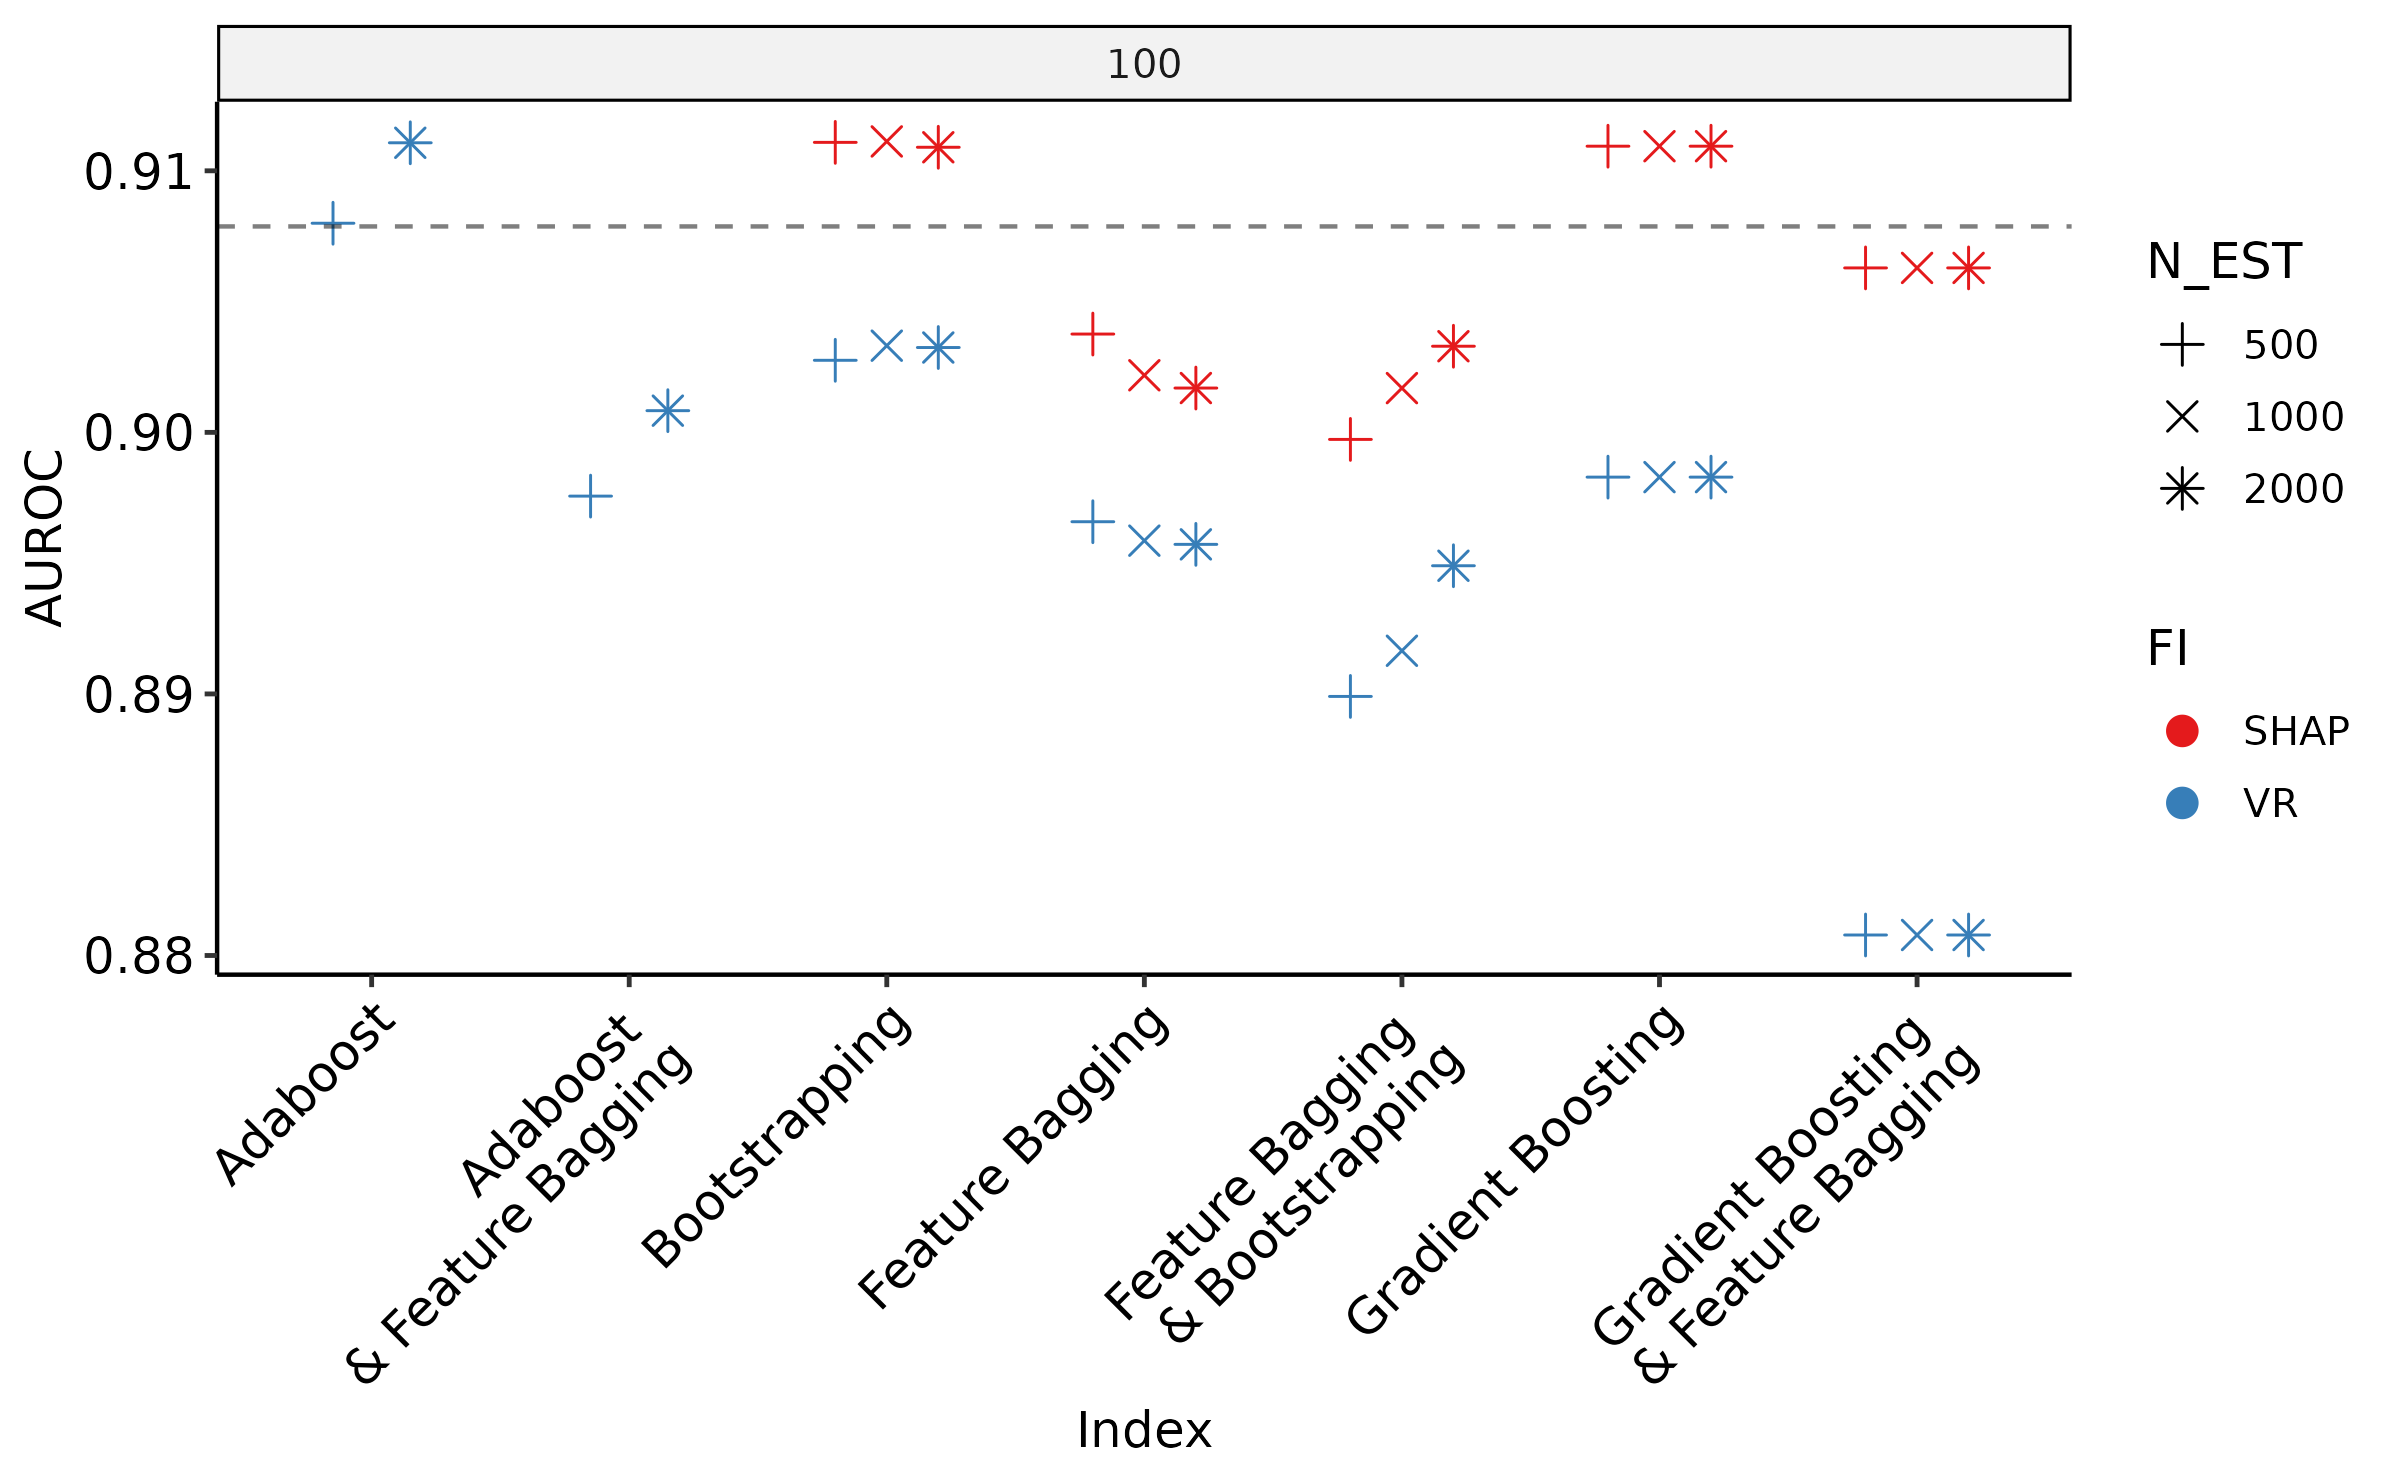 100
AUROC
0.91
0.90
0.89
0.88
Adaboost
Adaboost
& Feature Bagging
Bootstrapping
Feature Bagging
Feature Bagging
& Bootstrapping
Gradient Boosting
Gradient Boosting
& Feature Bagging
Index
N_EST
500
1000
2000
FI
SHAP
VR